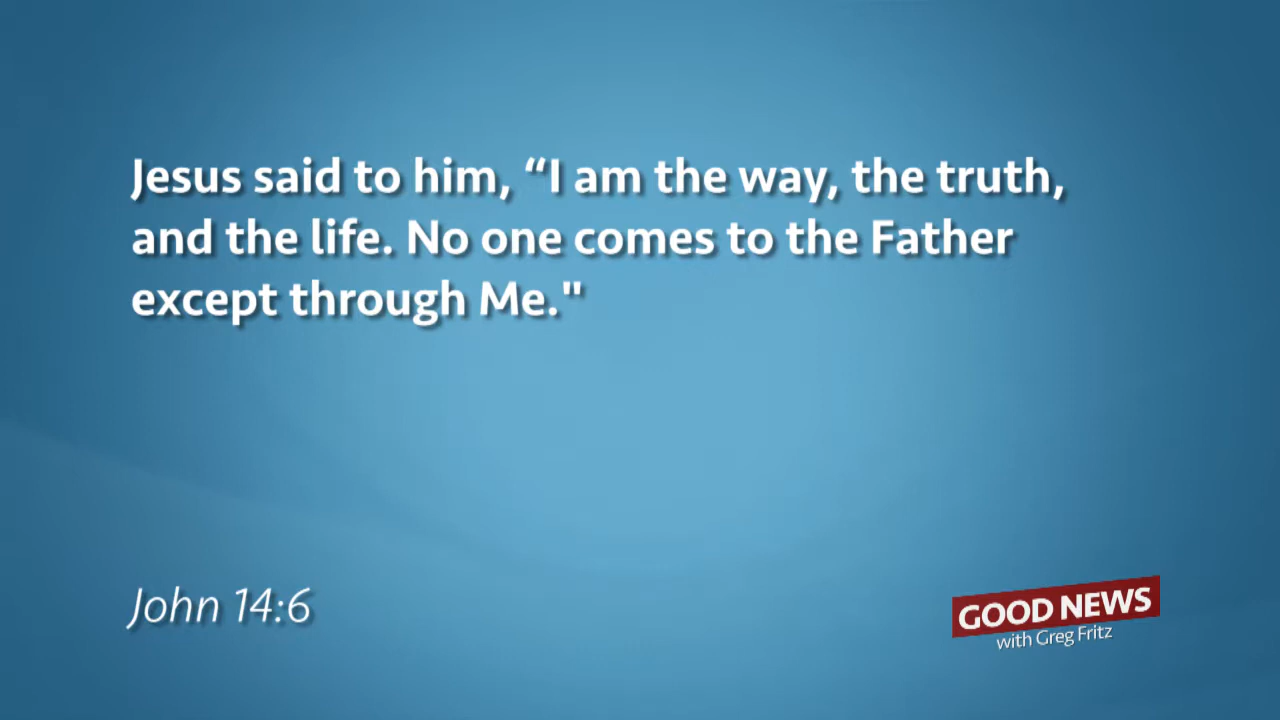 Jesus said to him, “I am the way, the truth,
and the life. No one comes to the Father
except through Me."
John 14:6
GOOD NEWS
with Greg Fritz